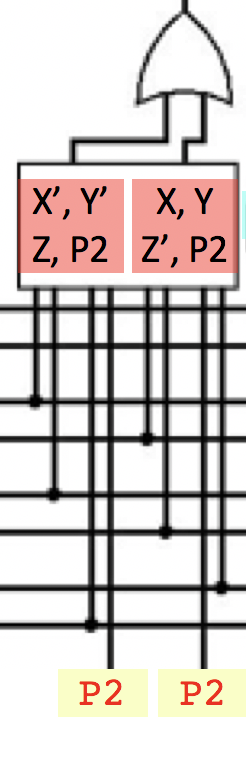 X’, Y’
Z, P2
X, Y
Z’, P2
P2
P2